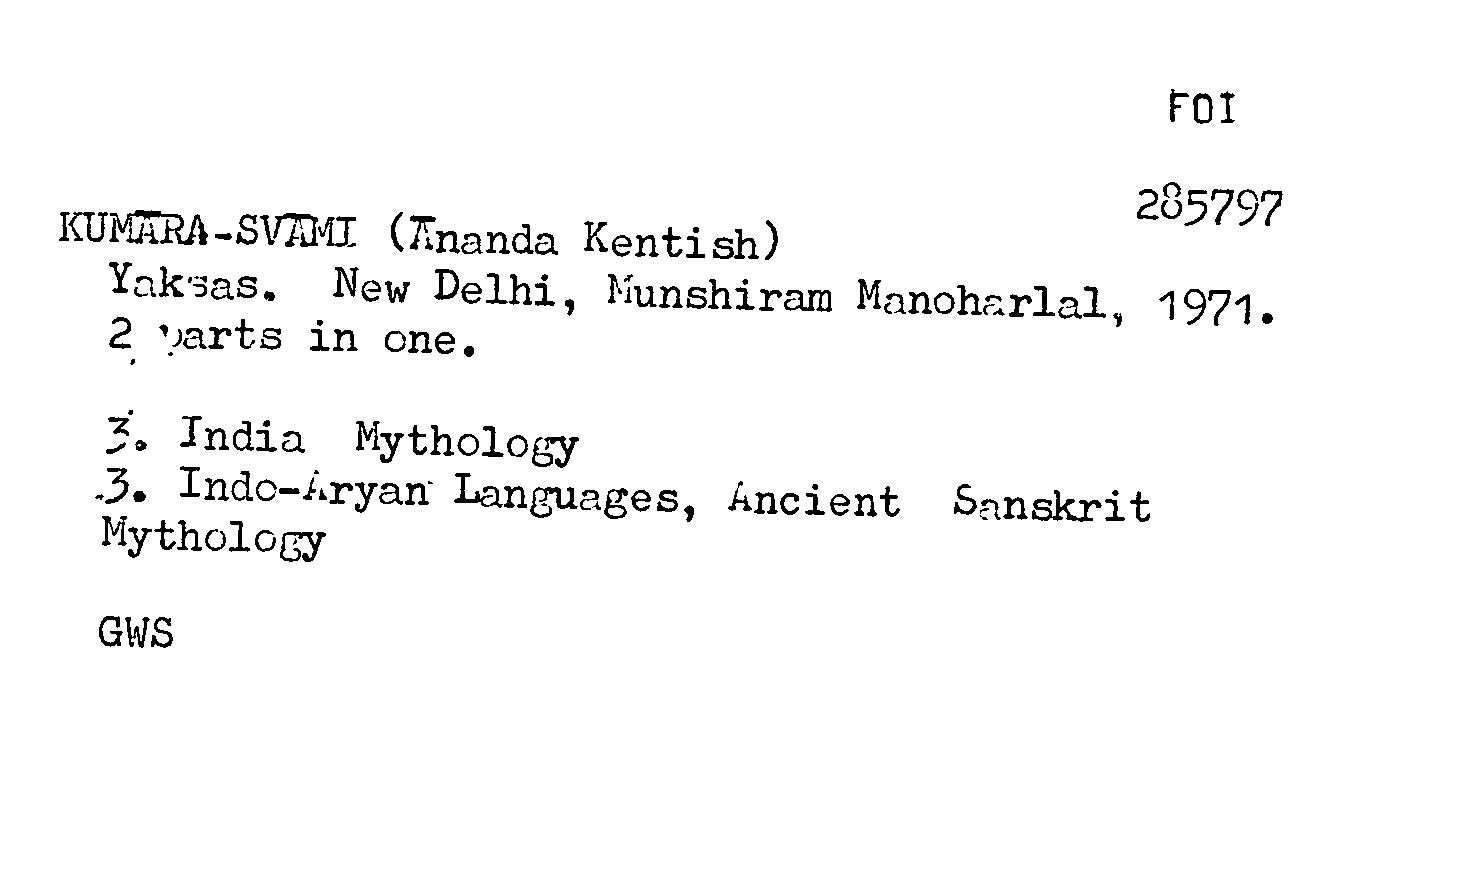 FOI
285797
KUMĀRA-SVĀMI (Ānanda Kentish)
Yaksas. New Delhi, Munshiram Manoharlal, 1971.
2 parts in one.
3. India Mythology
3. Indo-Aryan Languages, Ancient Sanskrit
Mythology
GWS